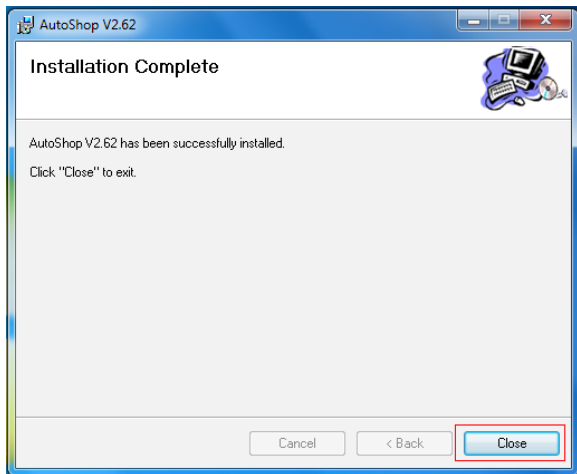 AutoShop V2.62
Installation Complete
AutoShop V2.62 has been successfully installed.
Click "Close" to exit.
Cancel
< Back
Close